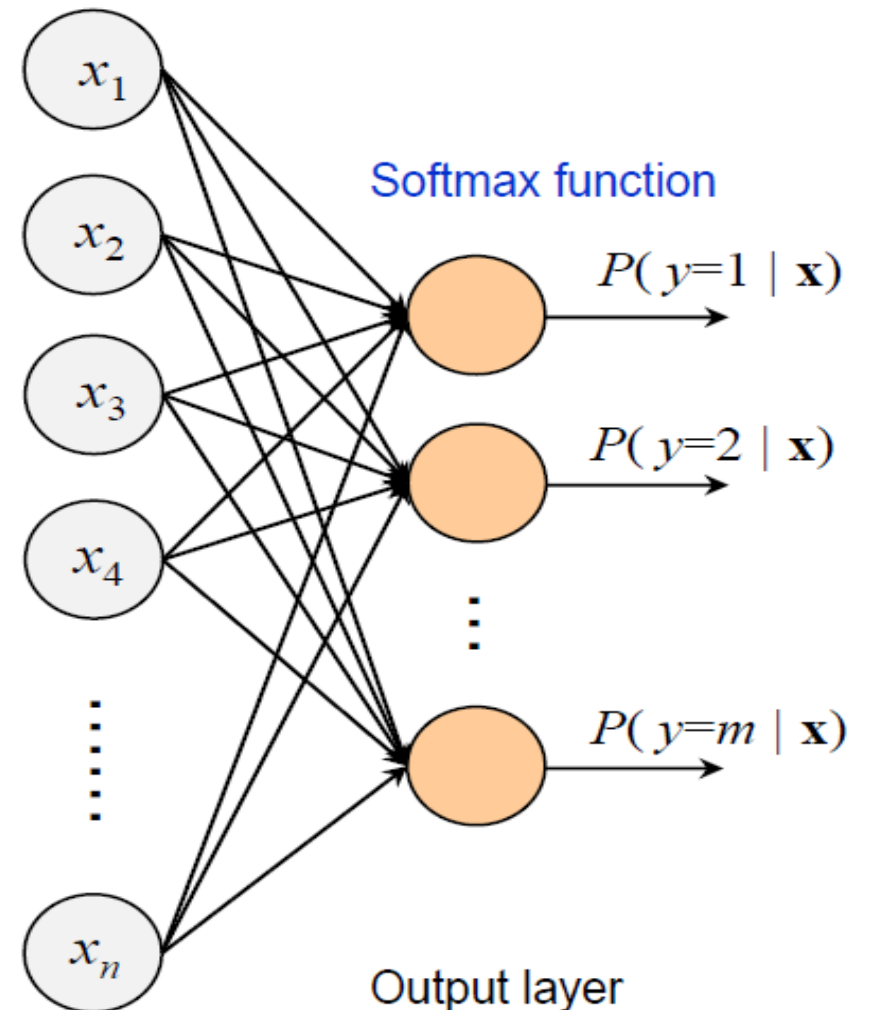 x₁
Softmax function
x₂
P( y=1 | x)
x₃
P( y=2 | x)
x₄
P( y=m | x)
xₙ
Output layer